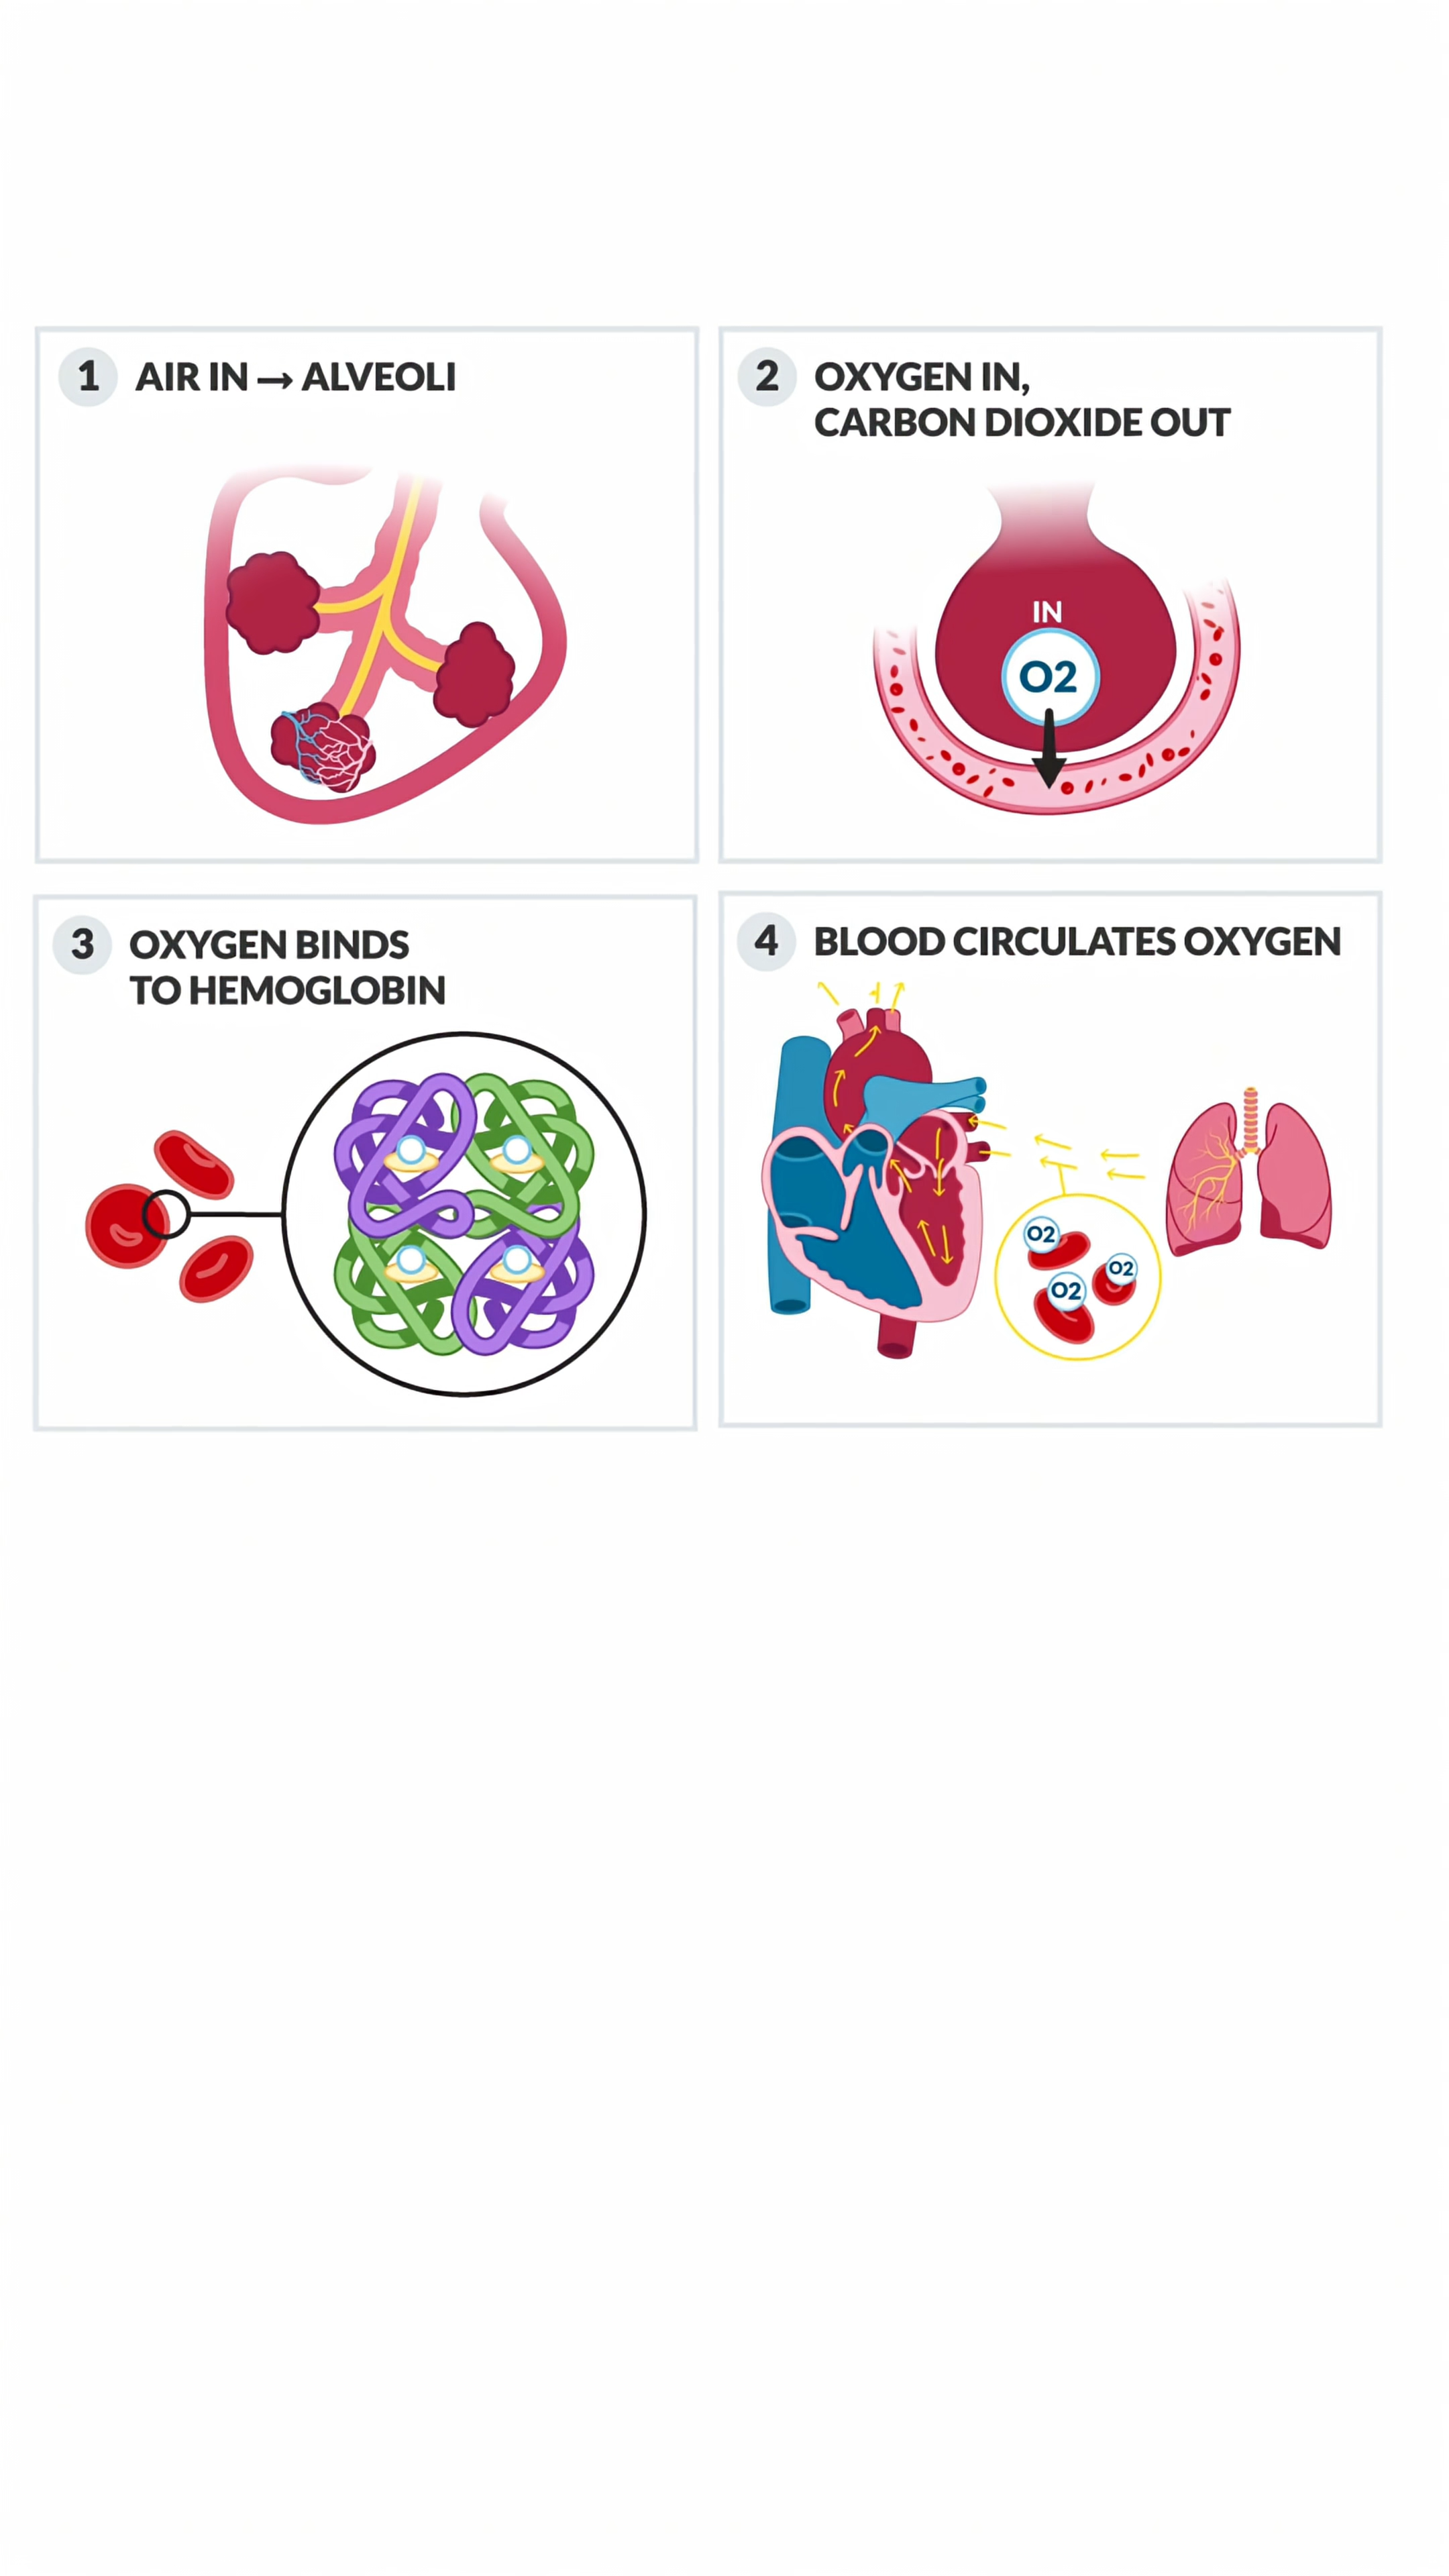 1 AIR IN → ALVEOLI
2 OXYGEN IN,
CARBON DIOXIDE OUT
IN
O2
3 OXYGEN BINDS
TO HEMOGLOBIN
4 BLOOD CIRCULATES OXYGEN
O2
O2
O2